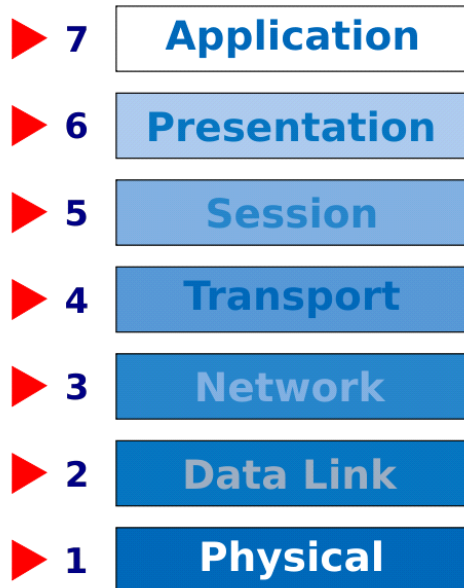 7 Application
6 Presentation
5 Session
4 Transport
3 Network
2 Data Link
1 Physical